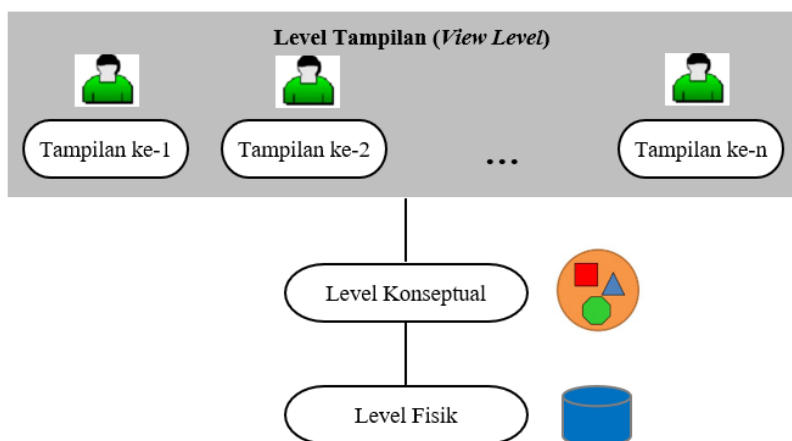 Level Tampilan (View Level)
Tampilan ke-1
Tampilan ke-2
...
Tampilan ke-n
Level Konseptual
Level Fisik